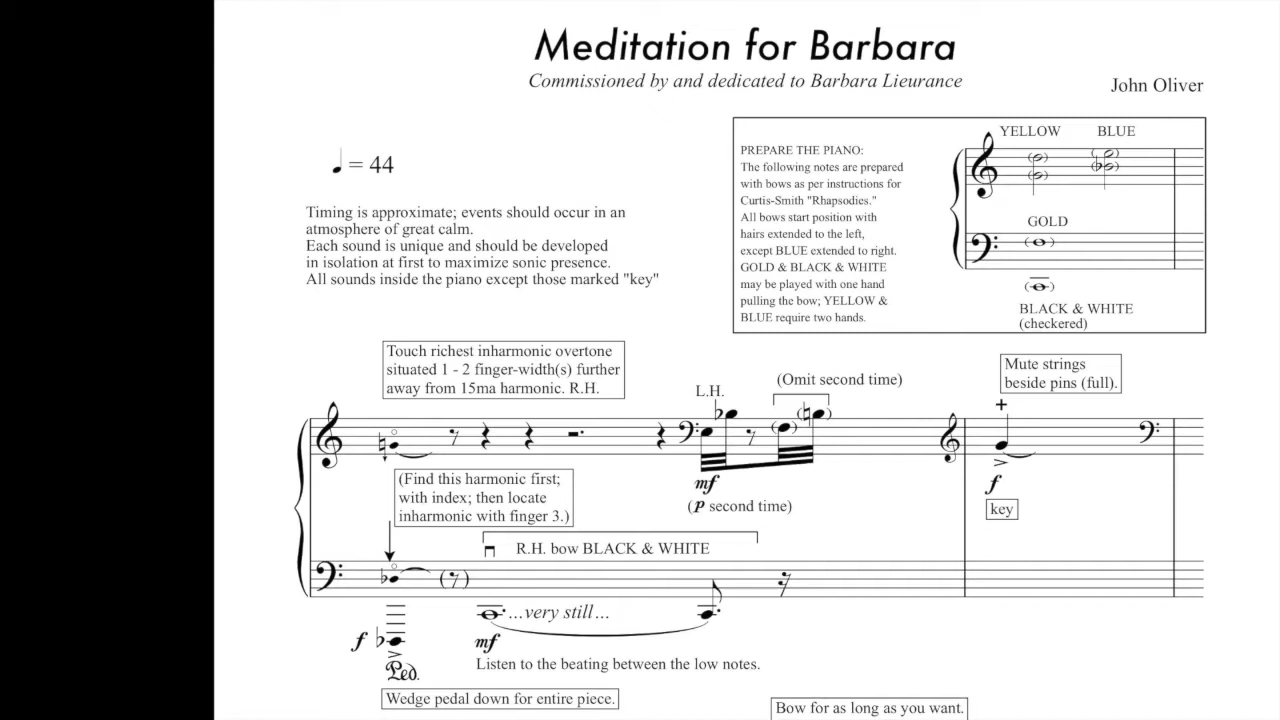 Meditation for Barbara
Commissioned by and dedicated to Barbara Lieurance
John Oliver
= 44
Timing is approximate; events should occur in an
atmosphere of great calm.
Each sound is unique and should be developed
in isolation at first to maximize sonic presence.
All sounds inside the piano except those marked "key"
PREPARE THE PIANO:
The following notes are prepared
with bows as per instructions for
Curtis-Smith "Rhapsodies."
All bows start position with
hairs extended to the left,
except BLUE extended to right.
GOLD & BLACK & WHITE
may be played with one hand
pulling the bow; YELLOW &
BLUE require two hands.
YELLOW BLUE
GOLD
BLACK & WHITE
(checkered)
Touch richest inharmonic overtone
situated 1 - 2 finger-width(s) further
away from 15ma harmonic. R.H.
L.H.
(Omit second time)
Mute strings
beside pins (full).
mf
(p second time)
f
key
(Find this harmonic first;
with index; then locate
inharmonic with finger 3.)
R.H. bow BLACK & WHITE
...very still...
f
mf
Ped.
Listen to the beating between the low notes.
Wedge pedal down for entire piece.
Bow for as long as you want.